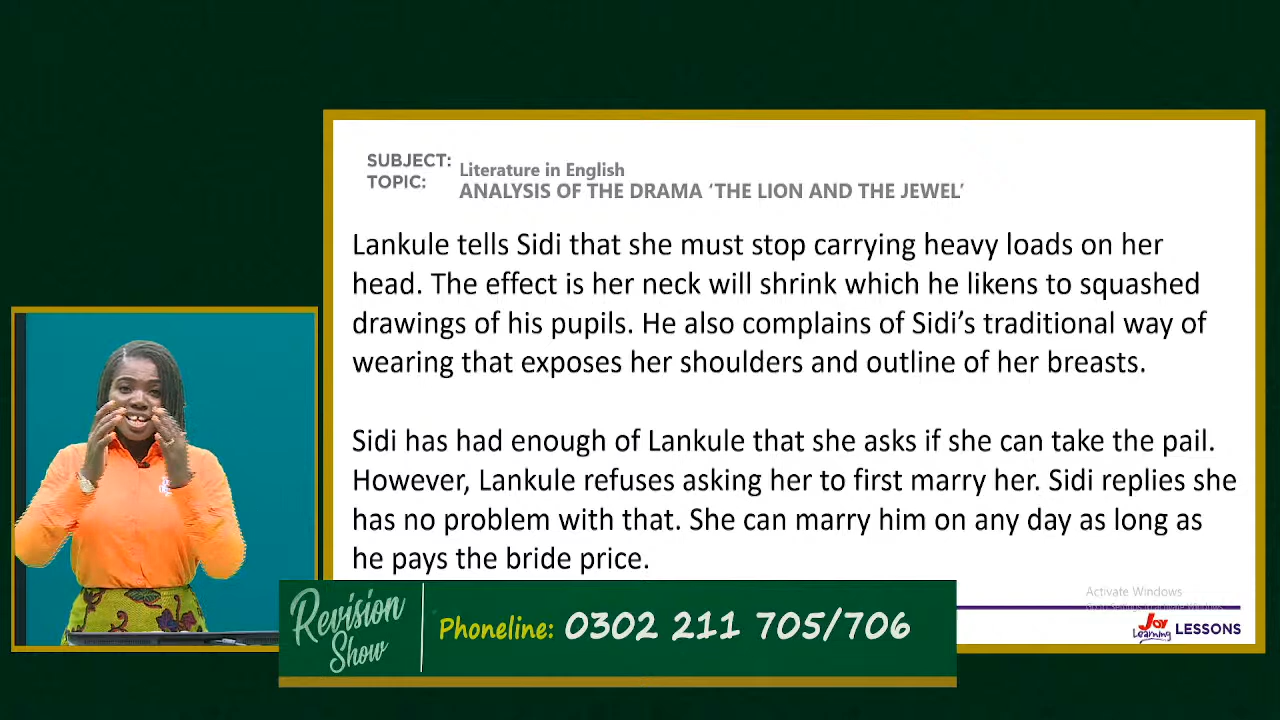 SUBJECT: Literature in English
TOPIC: ANALYSIS OF THE DRAMA ‘THE LION AND THE JEWEL’
Lankule tells Sidi that she must stop carrying heavy loads on her
head. The effect is her neck will shrink which he likens to squashed
drawings of his pupils. He also complains of Sidi’s traditional way of
wearing that exposes her shoulders and outline of her breasts.
Sidi has had enough of Lankule that she asks if she can take the pail.
However, Lankule refuses asking her to first marry her. Sidi replies she
has no problem with that. She can marry him on any day as long as
he pays the bride price.
Activate Windows
Revision
Show
Phoneline: 0302 211 705/706
Joy
Learning LESSONS